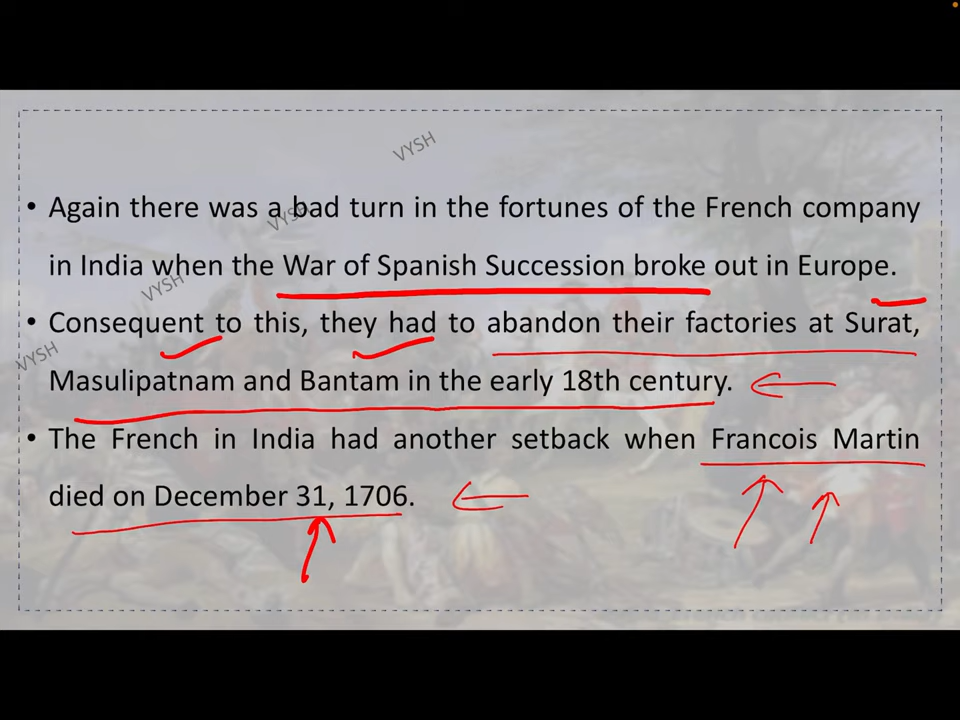 VYSH
• Again there was a bad turn in the fortunes of the French company
VYSH
in India when the War of Spanish Succession broke out in Europe.
VYSH
• Consequent to this, they had to abandon their factories at Surat,
VYSH
Masulipatnam and Bantam in the early 18th century.
• The French in India had another setback when Francois Martin
died on December 31, 1706.